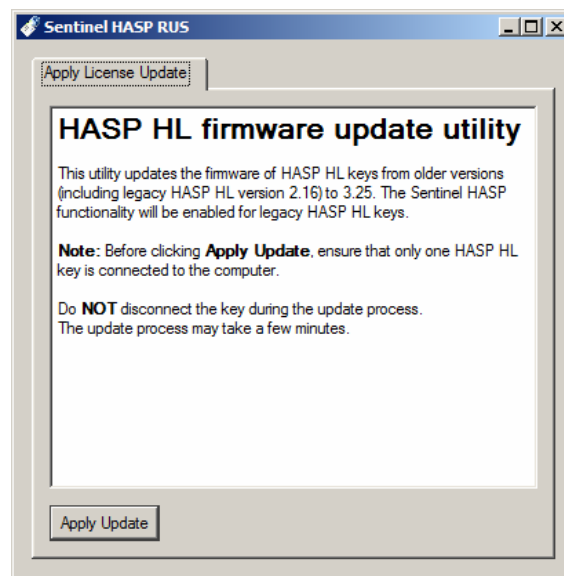 Sentinel HASP RUS
Apply License Update
HASP HL firmware update utility
This utility updates the firmware of HASP HL keys from older versions
(including legacy HASP HL version 2.16) to 3.25. The Sentinel HASP
functionality will be enabled for legacy HASP HL keys.
Note: Before clicking Apply Update, ensure that only one HASP HL
key is connected to the computer.
Do NOT disconnect the key during the update process.
The update process may take a few minutes.
Apply Update